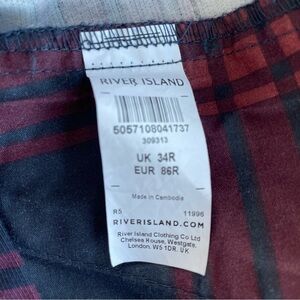 RIVER ISLAND
5057108041737
309313
UK 34R
EUR 86R
Made in Cambodia
R5 11996
RIVERISLAND.COM
River Island Clothing Co Ltd
Chelsea House, Westgate,
London. W5 1DR. UK